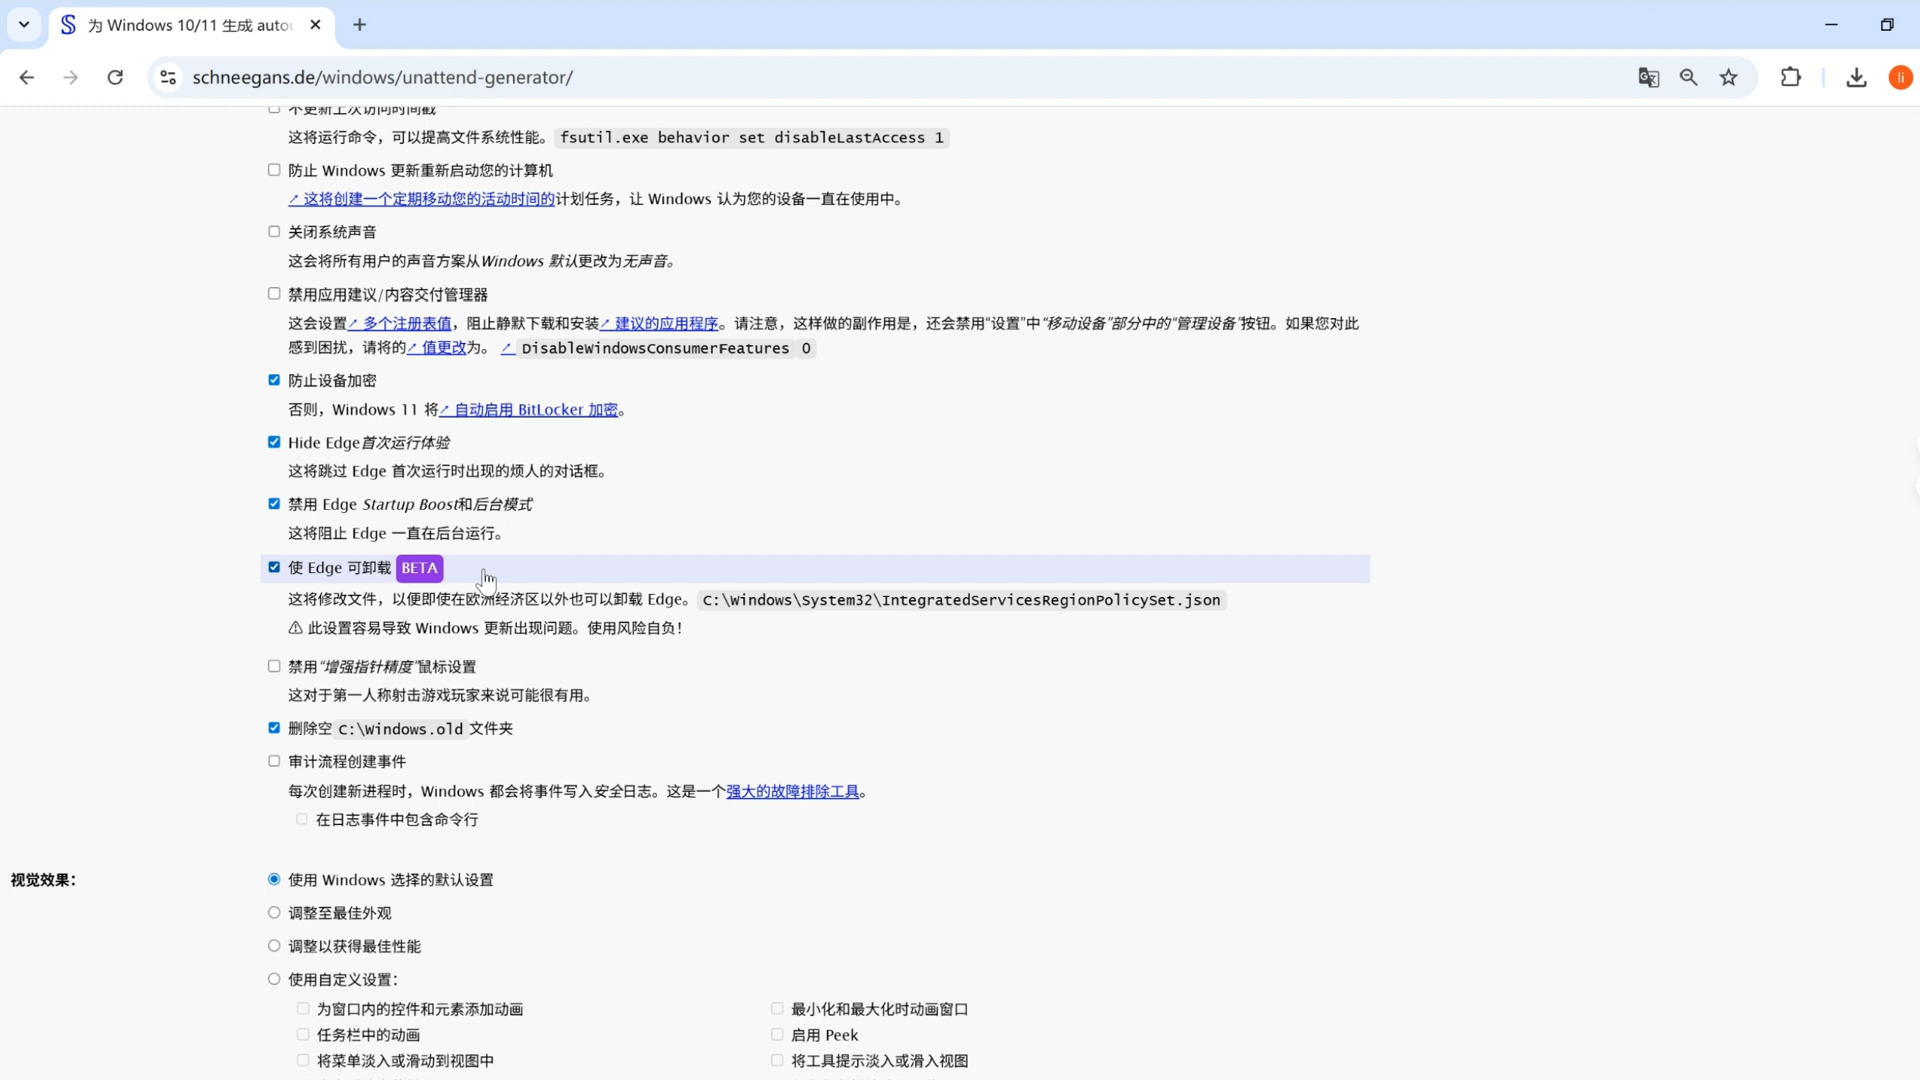 为 Windows 10/11 生成 auto
schneegans.de/windows/unattend-generator/
li
不更新上次访问时间戳
这将运行命令，可以提高文件系统性能。 fsutil.exe behavior set disableLastAccess 1
防止 Windows 更新重新启动您的计算机
↗ 这将创建一个定期移动您的活动时间的计划任务，让 Windows 认为您的设备一直在使用中。
关闭系统声音
这会将所有用户的声音方案从Windows 默认更改为无声音。
禁用应用建议/内容交付管理器
这会设置↗ 多个注册表值，阻止静默下载和安装↗ 建议的应用程序。请注意，这样做的副作用是，还会禁用“设置”中“移动设备”部分中的“管理设备”按钮。如果您对此
感到困扰，请将的↗ 值更改为。 ↗ DisableWindowsConsumerFeatures 0
防止设备加密
否则，Windows 11 将↗ 自动启用 BitLocker 加密。
Hide Edge首次运行体验
这将跳过 Edge 首次运行时出现的烦人的对话框。
禁用 Edge Startup Boost和后台模式
这将阻止 Edge 一直在后台运行。
使 Edge 可卸载 BETA
这将修改文件，以便即使在欧洲经济区以外也可以卸载 Edge。 C:\Windows\System32\IntegratedServicesRegionPolicySet.json
⚠ 此设置容易导致 Windows 更新出现问题。使用风险自负！
禁用“增强指针精度”鼠标设置
这对于第一人称射击游戏玩家来说可能很有用。
删除空 C:\Windows.old 文件夹
审计流程创建事件
每次创建新进程时，Windows 都会将事件写入安全日志。这是一个强大的故障排除工具。
在日志事件中包含命令行
视觉效果：
使用 Windows 选择的默认设置
调整至最佳外观
调整以获得最佳性能
使用自定义设置：
为窗口内的控件和元素添加动画 最小化和最大化时动画窗口
任务栏中的动画 启用 Peek
将菜单淡入或滑动到视图中 将工具提示淡入或滑入视图